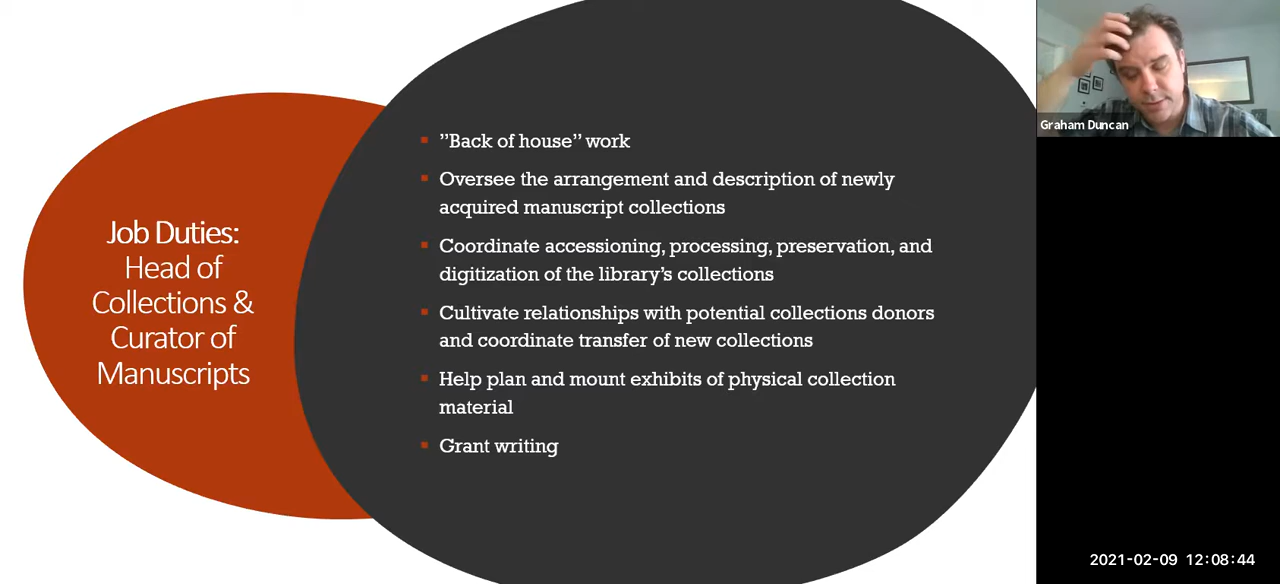 Job Duties:
Head of
Collections &
Curator of
Manuscripts
”Back of house” work
Oversee the arrangement and description of newly
acquired manuscript collections
Coordinate accessioning, processing, preservation, and
digitization of the library’s collections
Cultivate relationships with potential collections donors
and coordinate transfer of new collections
Help plan and mount exhibits of physical collection
material
Grant writing
Graham Duncan
2021-02-09 12:08:44